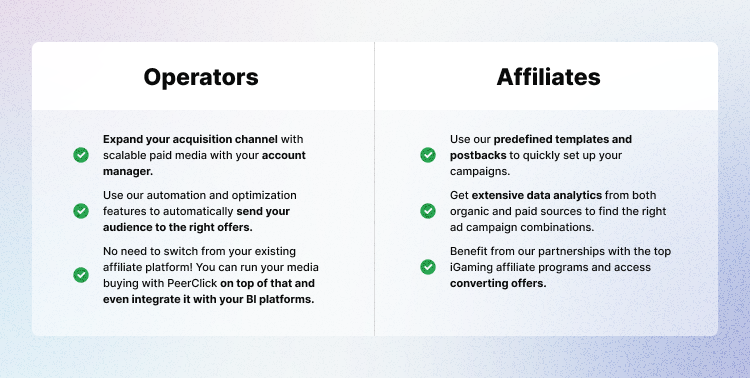 Operators
Expand your acquisition channel with
scalable paid media with your account
manager.
Use our automation and optimization
features to automatically send your
audience to the right offers.
No need to switch from your existing
affiliate platform! You can run your media
buying with PeerClick on top of that and
even integrate it with your BI platforms.
Affiliates
Use our predefined templates and
postbacks to quickly set up your
campaigns.
Get extensive data analytics from both
organic and paid sources to find the right
ad campaign combinations.
Benefit from our partnerships with the top
iGaming affiliate programs and access
converting offers.